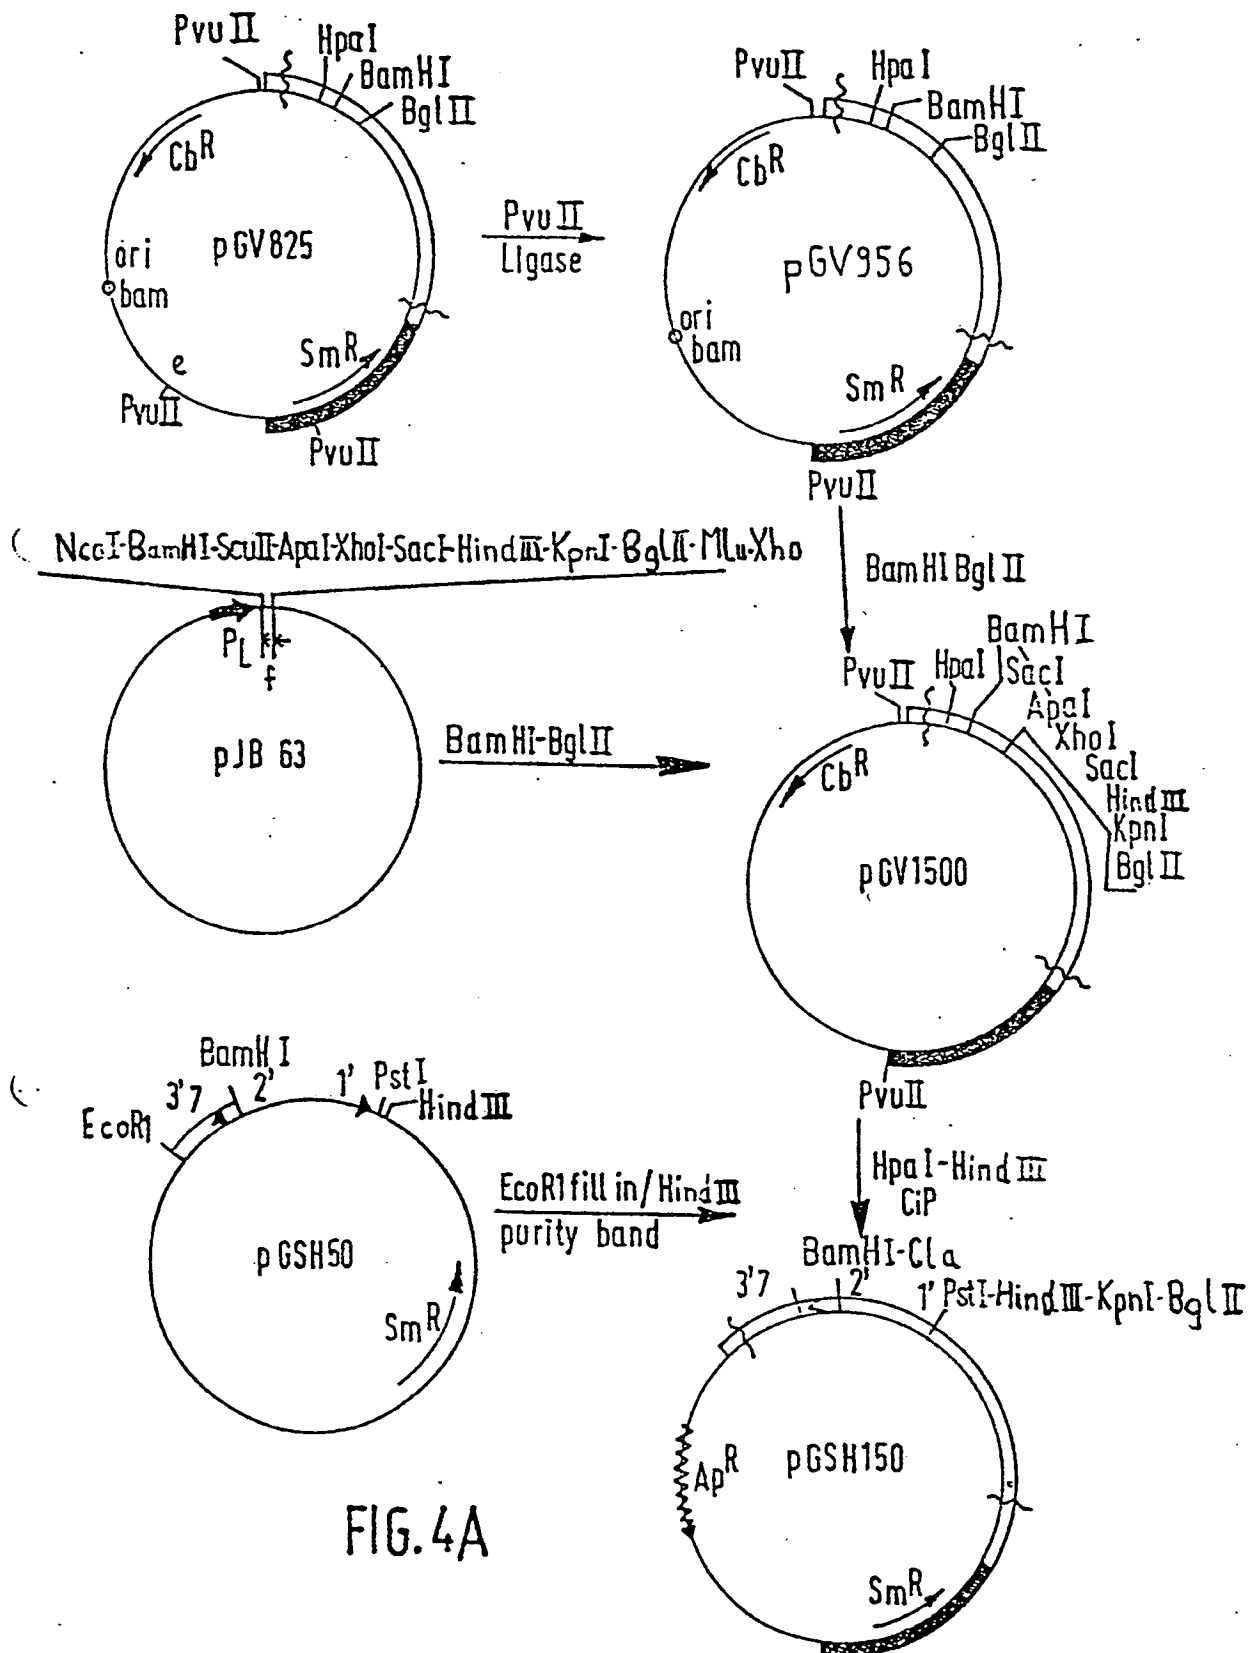 PvuII
HpaI
BamHI
BglII
CbR
pGV825
ori
bam
e
PvuII
SmR
PvuII
PvuII
Ligase
PvuII
HpaI
BamHI
BglII
CbR
pGV956
ori
bam
SmR
PvuII
NcoI-BamHI-ScuII-ApaI-XhoI-SacI-HindIII-KpnI-BglII-MLu-Xho
PL
f
pJB 63
BamHI-BglII
BamHI BglII
PvuII
HpaI
BamHI
SacI
ApaI
XhoI
SacI
HindIII
KpnI
BglII
CbR
pGV1500
PvuII
EcoR1
3'7
BamHI
2'
1'
PstI
HindIII
pGSH50
SmR
EcoR1 fill in/HindIII
purity band
HpaI-HindIII
CiP
BamHI-Cla
3'7
2'
1' PstI-HindIII-KpnI-BglII
ApR
pGSH150
SmR
FIG. 4A